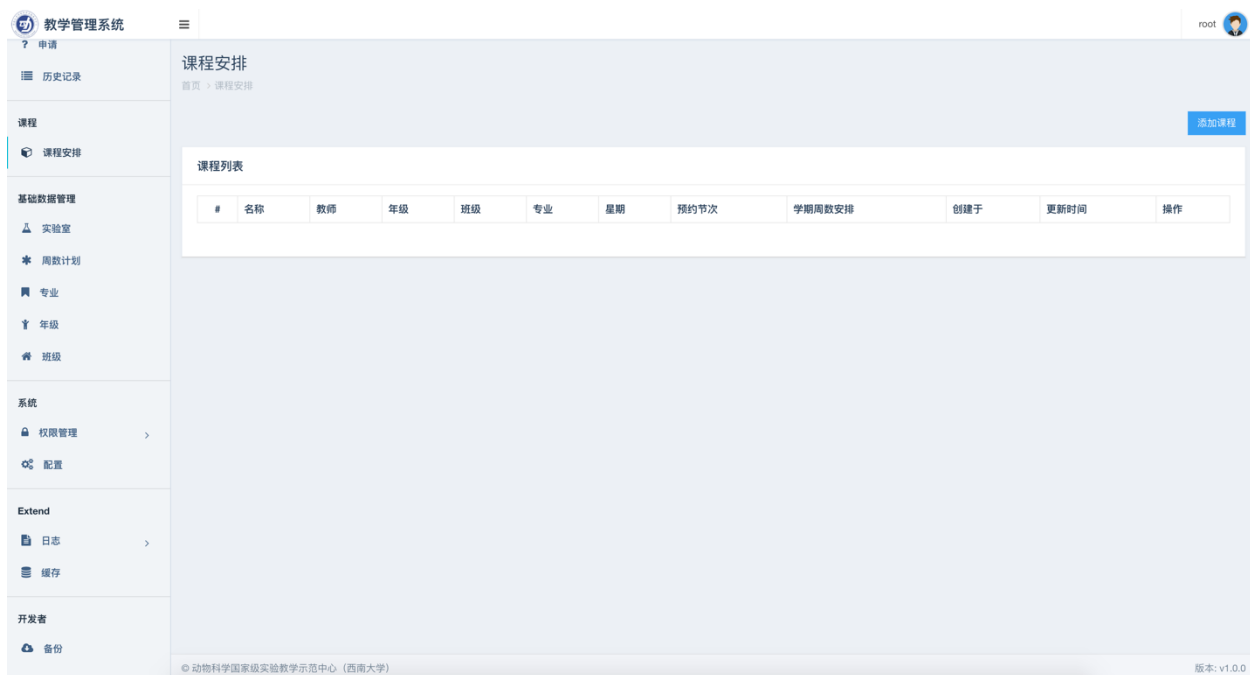 教学管理系统
root
? 申请
历史记录
课程
课程安排
基础数据管理
实验室
周数计划
专业
年级
班级
系统
权限管理
配置
Extend
日志
缓存
开发者
备份
课程安排
首页 > 课程安排
添加课程
课程列表
# 名称 教师 年级 班级 专业 星期 预约节次 学期周数安排 创建于 更新时间 操作
© 动物科学国家级实验教学示范中心（西南大学） 版本: v1.0.0